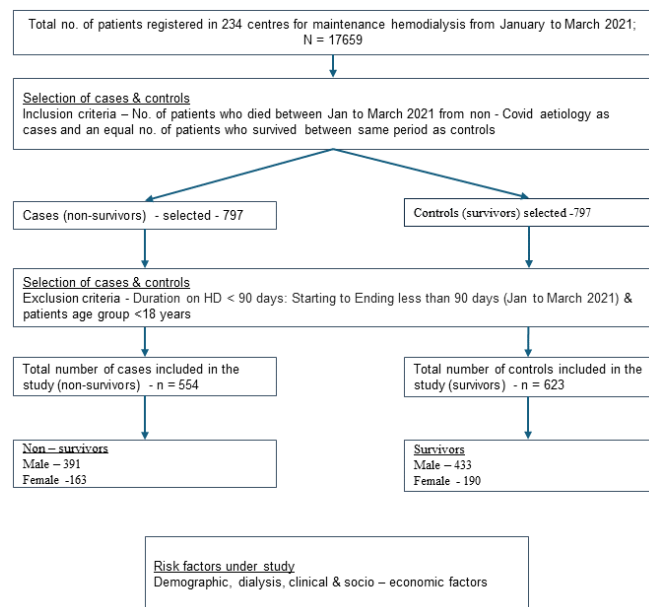 Total no. of patients registered in 234 centres for maintenance hemodialysis from January to March 2021;
N = 17659
Selection of cases & controls
Inclusion criteria – No. of patients who died between Jan to March 2021 from non - Covid aetiology as
cases and an equal no. of patients who survived between same period as controls
Cases (non-survivors) - selected - 797
Controls (survivors) selected -797
Selection of cases & controls
Exclusion criteria - Duration on HD < 90 days: Starting to Ending less than 90 days (Jan to March 2021) &
patients age group <18 years
Total number of cases included in the
study (non-survivors) - n = 554
Total number of controls included in the
study (survivors) - n = 623
Non – survivors
Male – 391
Female -163
Survivors
Male – 433
Female - 190
Risk factors under study
Demographic, dialysis, clinical & socio – economic factors